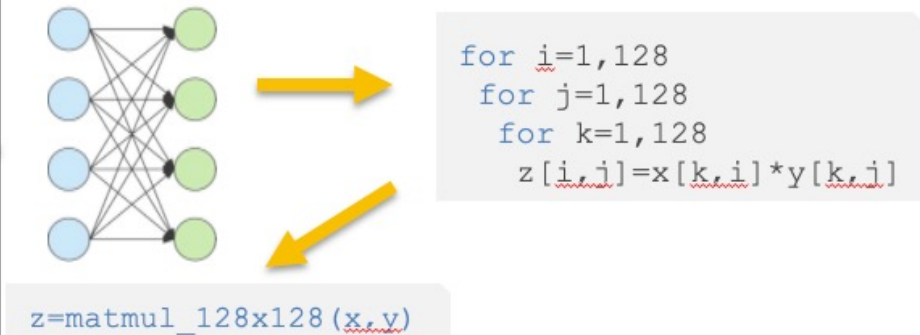 for i=1,128
for j=1,128
for k=1,128
z[i,j]=x[k,i]*y[k,j]
z=matmul_128x128(x,y)